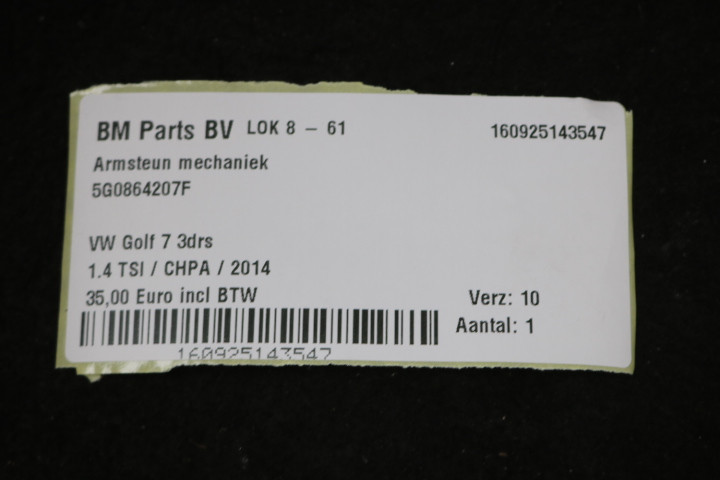 BM Parts BV LOK 8 - 61 160925143547
Armsteun mechaniek
5G0864207F
VW Golf 7 3drs
1.4 TSI / CHPA / 2014
35,00 Euro incl BTW Verz: 10
Aantal: 1
160925143547